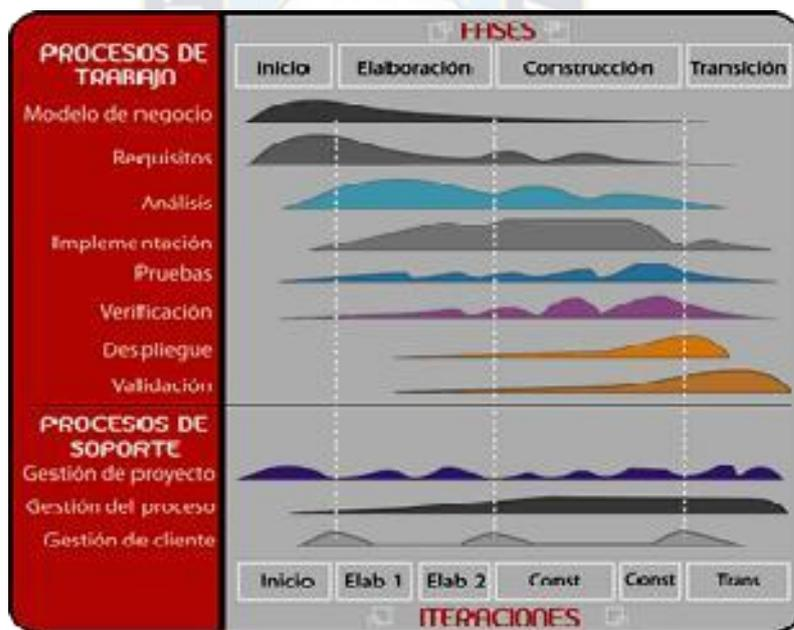 FASES
PROCESOS DE
TRABAJO
Inicio Elaboración Construcción Transición
Modelo de negocio
Requisitos
Análisis
Implementación
Pruebas
Verificación
Despliegue
Validación
PROCESOS DE
SOPORTE
Gestión de proyecto
Gestión del proceso
Gestión de cliente
Inicio Elab 1 Elab 2 Const Const Trans
ITERACIONES